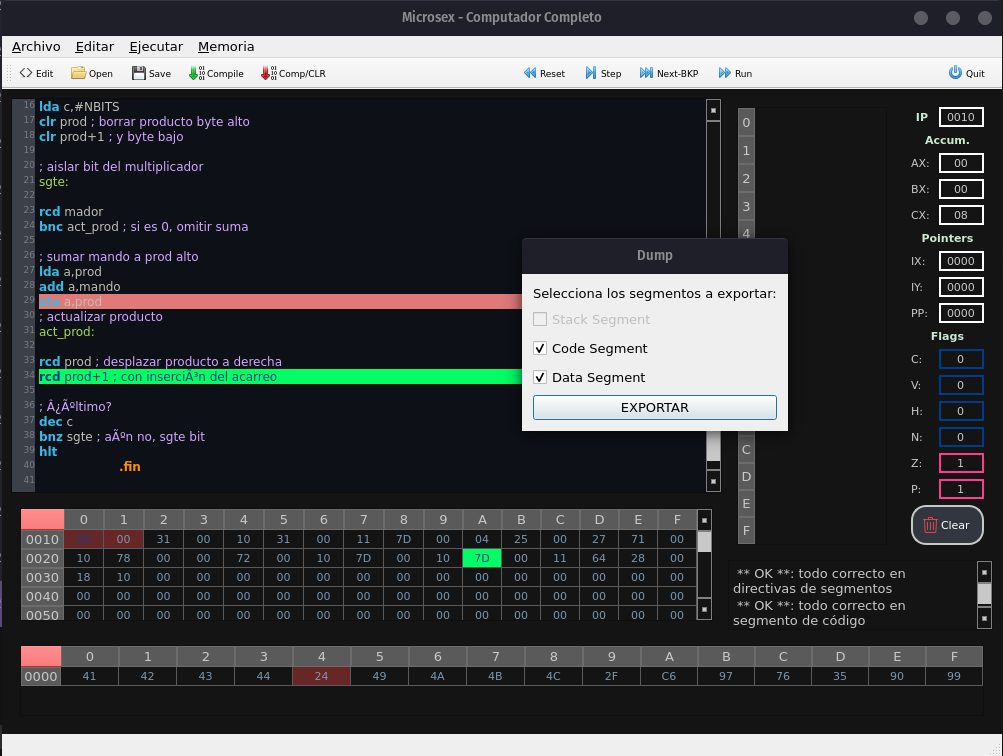 Microsex - Computador Completo
Archivo Editar Ejecutar Memoria
Edit Open Save Compile Comp/CLR Reset Step Next-BKP Run Quit
16 lda c,#NBITS
17 clr prod ; borrar producto byte alto
18 clr prod+1 ; y byte bajo
19
20 ; aislar bit del multiplicador
21 sgte:
22
23 rcd mador
24 bnc act_prod ; si es 0, omitir suma
25
26 ; sumar mando a prod alto
27 lda a,prod
28 add a,mando
29 sta a,prod
30 ; actualizar producto
31 act_prod:
32
33 rcd prod ; desplazar producto a derecha
34 rcd prod+1 ; con inserciÃ³n del acarreo
35
36 ; Â¿Ãºltimo?
37 dec c
38 bnz sgte ; aÃºn no, sgte bit
39 hlt
40 .fin
41
0
1
2
3
4
C
D
E
F
Dump
Selecciona los segmentos a exportar:
Stack Segment
Code Segment
Data Segment
EXPORTAR
IP 0010
Accum.
AX: 00
BX: 00
CX: 08
Pointers
IX: 0000
IY: 0000
PP: 0000
Flags
C: 0
V: 0
H: 0
N: 0
Z: 1
P: 1
Clear
0 1 2 3 4 5 6 7 8 9 A B C D E F
0010 00 00 31 00 10 31 00 11 7D 00 04 25 00 27 71 00
0020 10 78 00 00 72 00 10 7D 00 10 7D 00 11 64 28 00
0030 18 10 00 00 00 00 00 00 00 00 00 00 00 00 00 00
0040 00 00 00 00 00 00 00 00 00 00 00 00 00 00 00 00
0050 00 00 00 00 00 00 00 00 00 00 00 00 00 00 00 00
** OK **: todo correcto en
directivas de segmentos
** OK **: todo correcto en
segmento de código
0 1 2 3 4 5 6 7 8 9 A B C D E F
0000 41 42 43 44 24 49 4A 4B 4C 2F C6 97 76 35 90 99